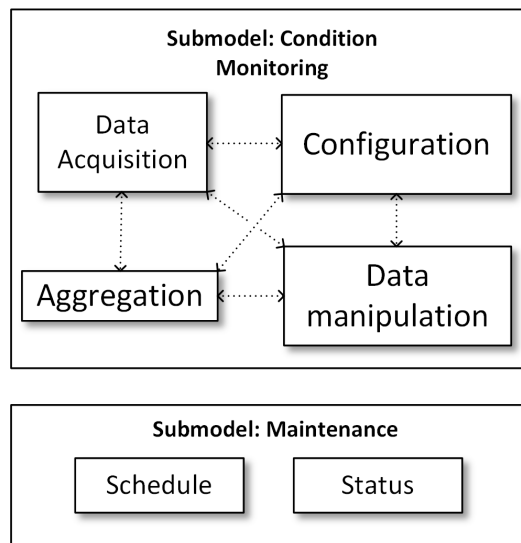 Submodel: Condition
Monitoring
Data
Acquisition
Configuration
Aggregation
Data
manipulation
Submodel: Maintenance
Schedule
Status